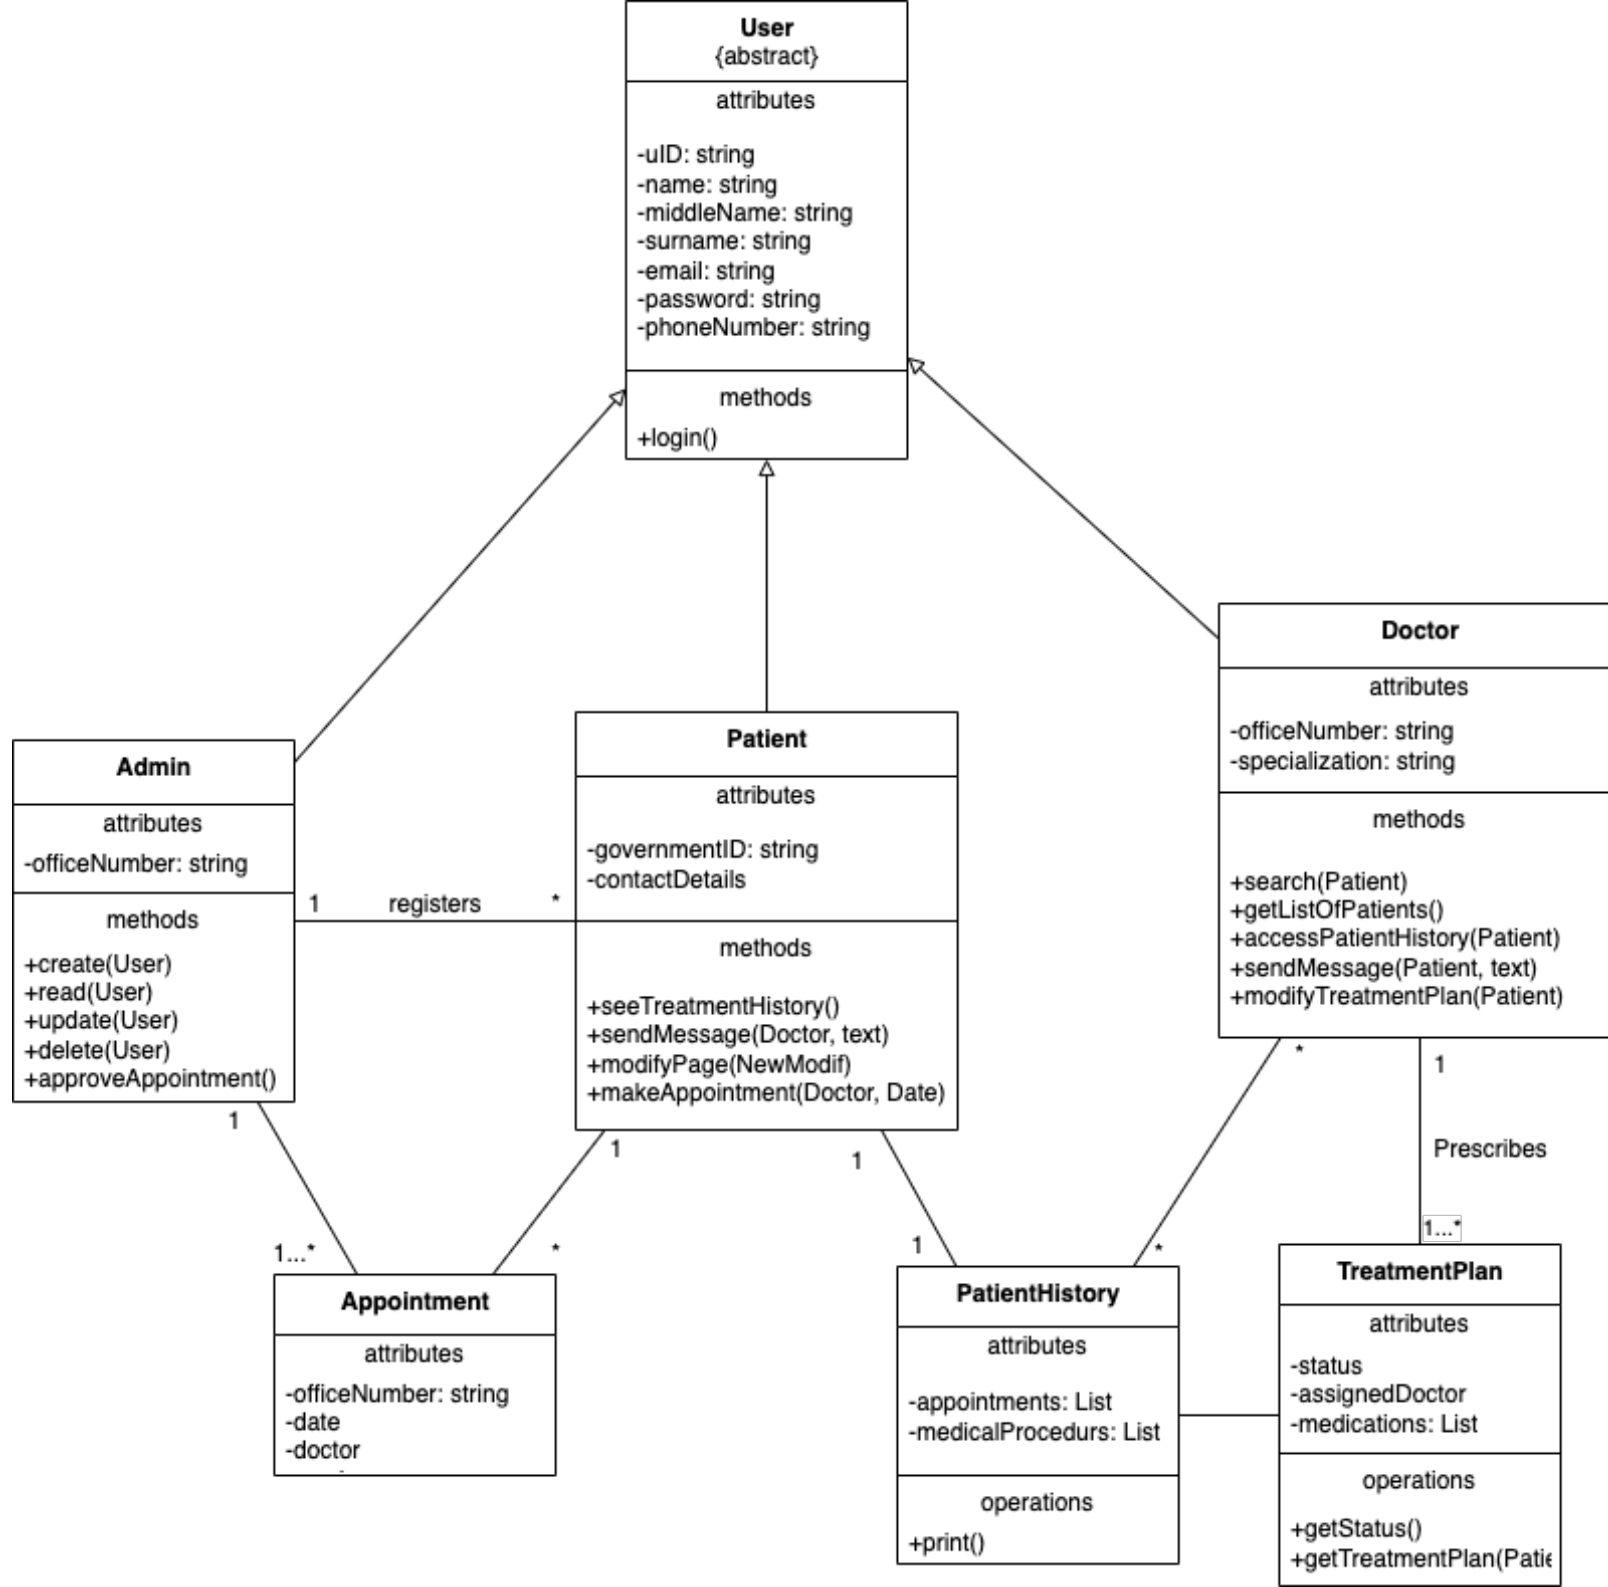 User
{abstract}
attributes
-uID: string
-name: string
-middleName: string
-surname: string
-email: string
-password: string
-phoneNumber: string
methods
+login()
Admin
attributes
-officeNumber: string
methods
+create(User)
+read(User)
+update(User)
+delete(User)
+approveAppointment()
1
registers
*
Patient
attributes
-governmentID: string
-contactDetails
methods
+seeTreatmentHistory()
+sendMessage(Doctor, text)
+modifyPage(NewModif)
+makeAppointment(Doctor, Date)
Doctor
attributes
-officeNumber: string
-specialization: string
methods
+search(Patient)
+getListOfPatients()
+accessPatientHistory(Patient)
+sendMessage(Patient, text)
+modifyTreatmentPlan(Patient)
1
1...*
1
*
1
1
*
*
1
Prescribes
1...*
Appointment
attributes
-officeNumber: string
-date
-doctor
PatientHistory
attributes
-appointments: List
-medicalProcedurs: List
operations
+print()
TreatmentPlan
attributes
-status
-assignedDoctor
-medications: List
operations
+getStatus()
+getTreatmentPlan(Patie